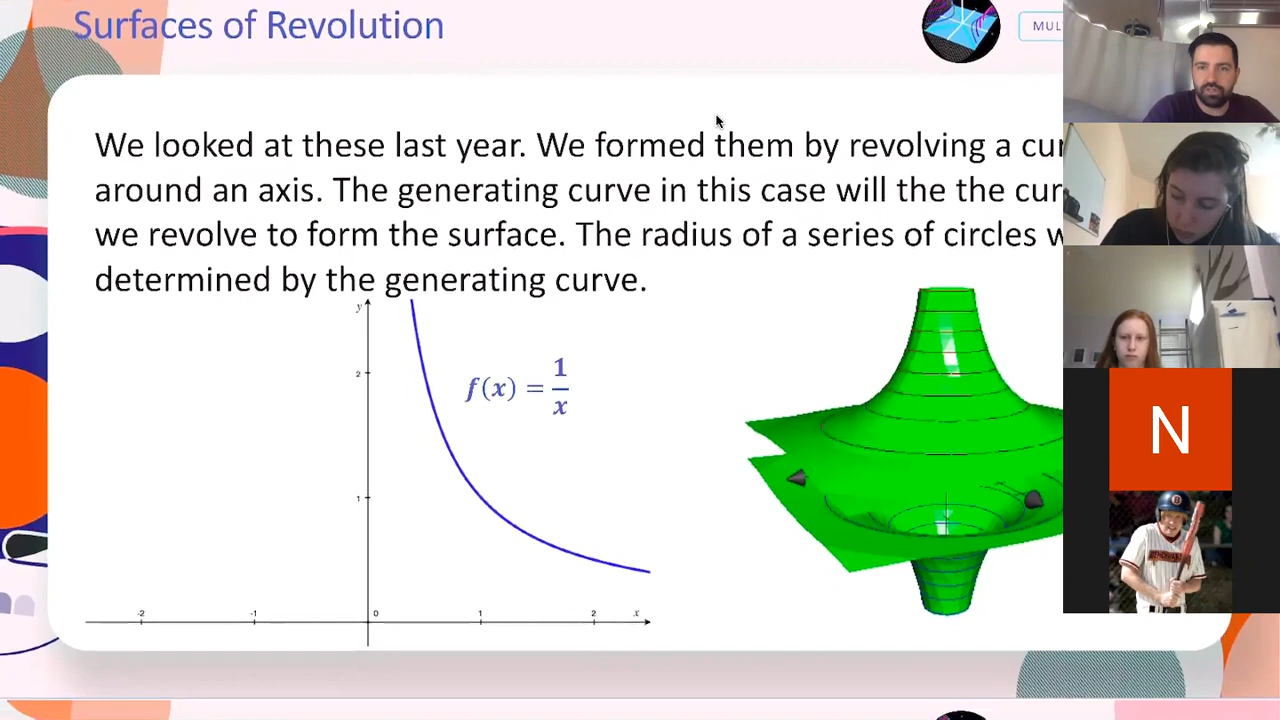 Surfaces of Revolution
MUL
We looked at these last year. We formed them by revolving a cur
around an axis. The generating curve in this case will the the cur
we revolve to form the surface. The radius of a series of circles w
determined by the generating curve.
y
2
f(x) = 1/x
1
-2 -1 0 1 2 x
N
B